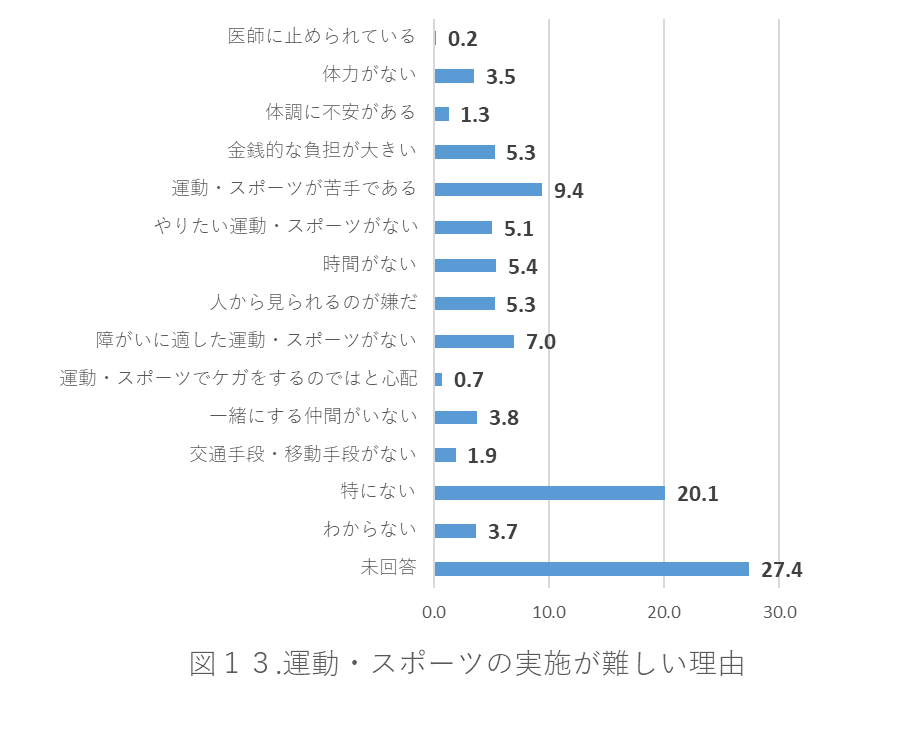 医師に止められている 0.2
体力がない 3.5
体調に不安がある 1.3
金銭的な負担が大きい 5.3
運動・スポーツが苦手である 9.4
やりたい運動・スポーツがない 5.1
時間がない 5.4
人から見られるのが嫌だ 5.3
障がいに適した運動・スポーツがない 7.0
運動・スポーツでケガをするのではと心配 0.7
一緒にする仲間がいない 3.8
交通手段・移動手段がない 1.9
特にない 20.1
わからない 3.7
未回答 27.4
0.0 10.0 20.0 30.0
図１３.運動・スポーツの実施が難しい理由